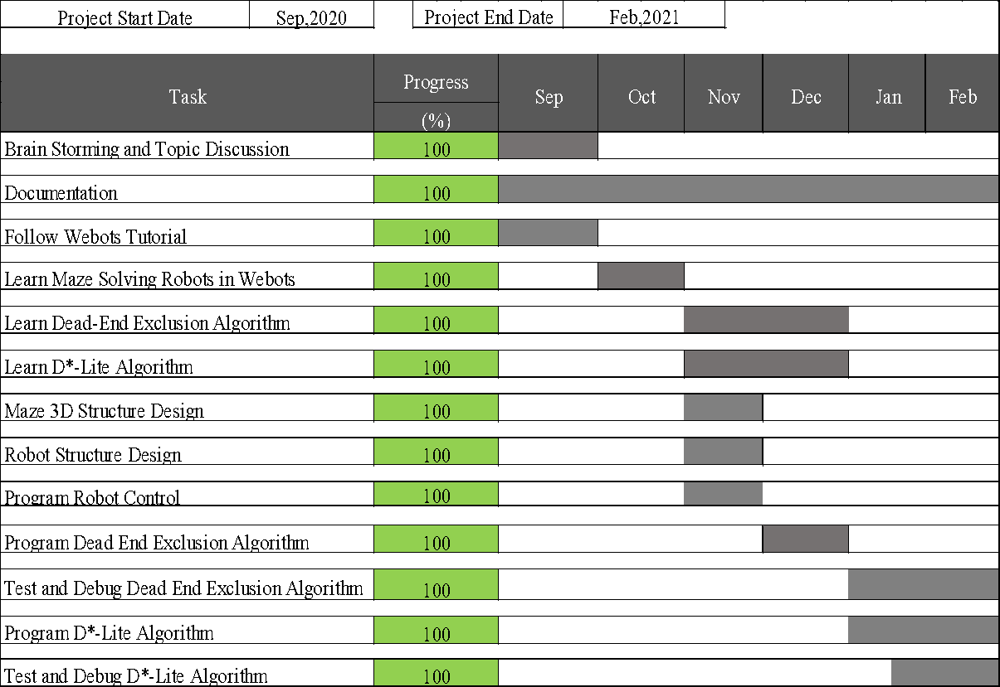 Project Start Date Sep,2020 Project End Date Feb,2021
Task Progress (%) Sep Oct Nov Dec Jan Feb
Brain Storming and Topic Discussion 100
Documentation 100
Follow Webots Tutorial 100
Learn Maze Solving Robots in Webots 100
Learn Dead-End Exclusion Algorithm 100
Learn D*-Lite Algorithm 100
Maze 3D Structure Design 100
Robot Structure Design 100
Program Robot Control 100
Program Dead End Exclusion Algorithm 100
Test and Debug Dead End Exclusion Algorithm 100
Program D*-Lite Algorithm 100
Test and Debug D*-Lite Algorithm 100